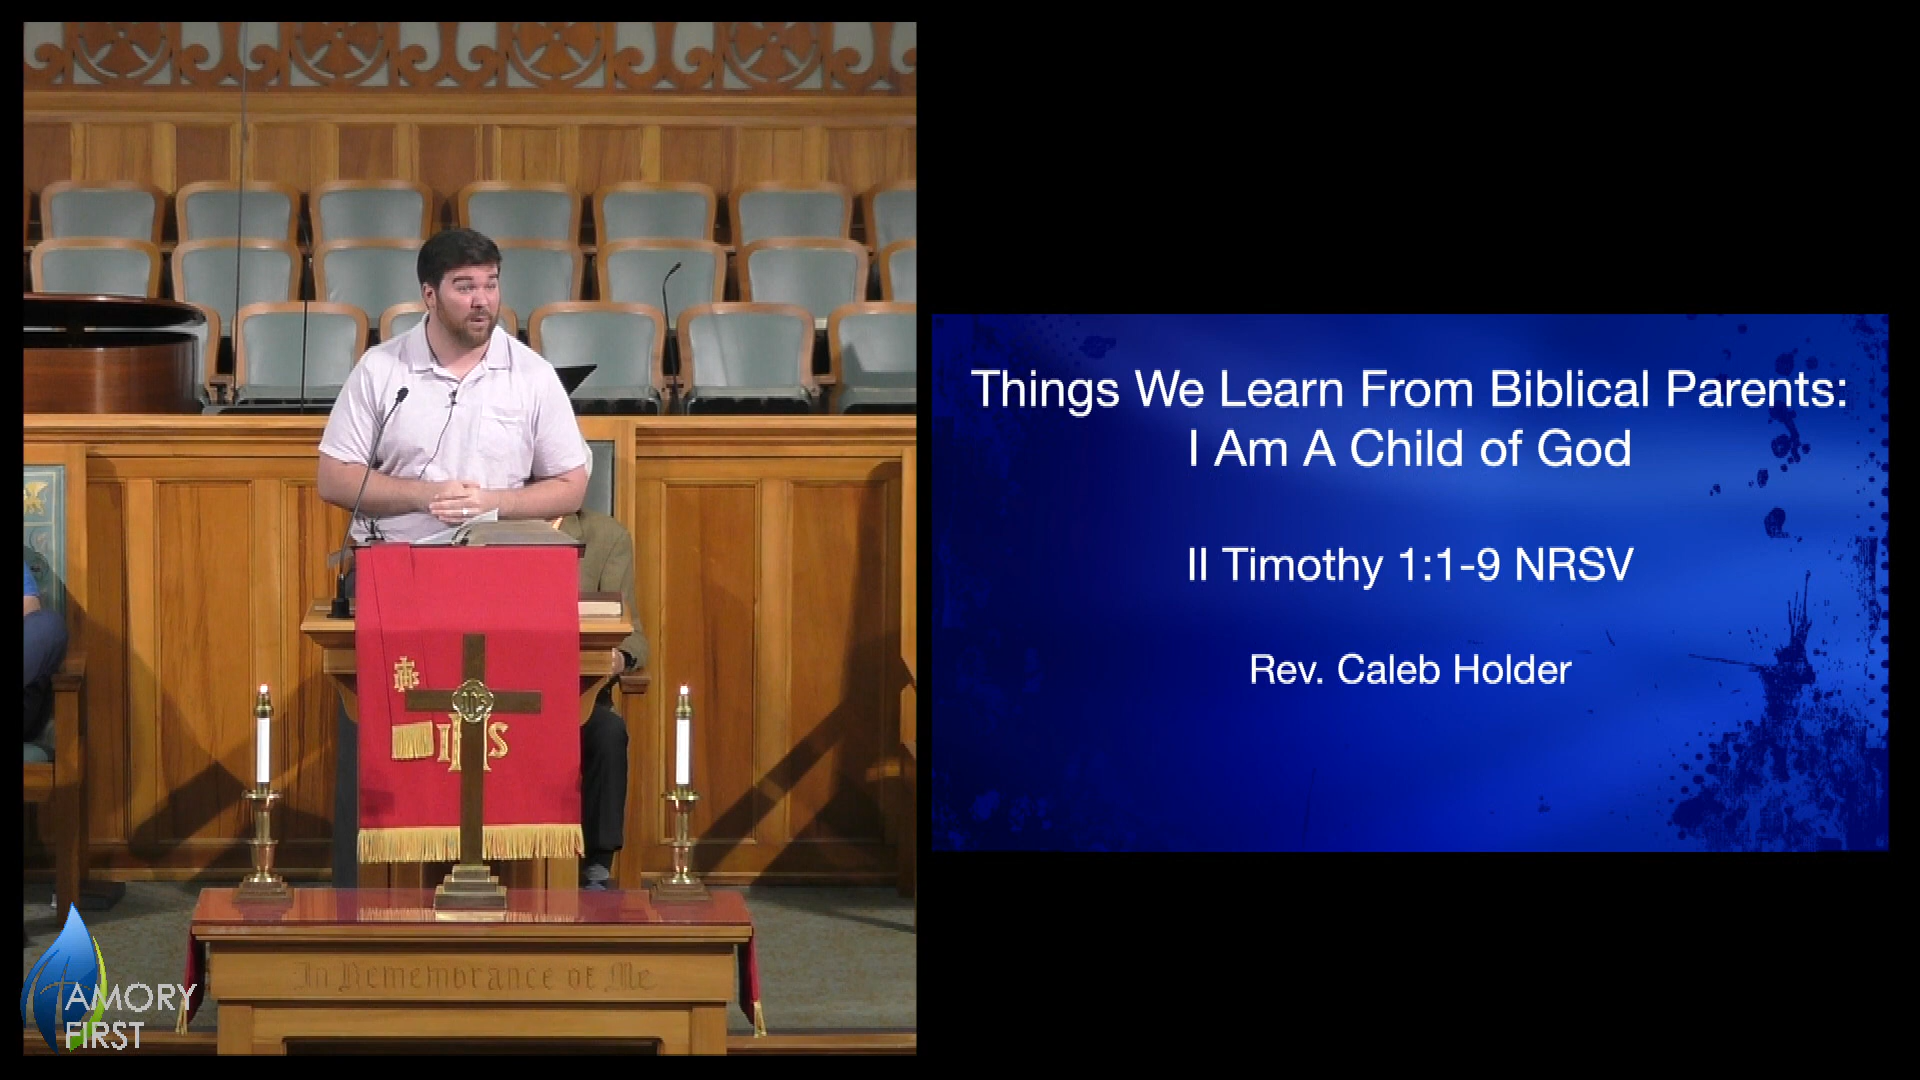 Things We Learn From Biblical Parents:
I Am A Child of God
II Timothy 1:1-9 NRSV
Rev. Caleb Holder
IHS
IHS
In Remembrance of Me
AMORY
FIRST